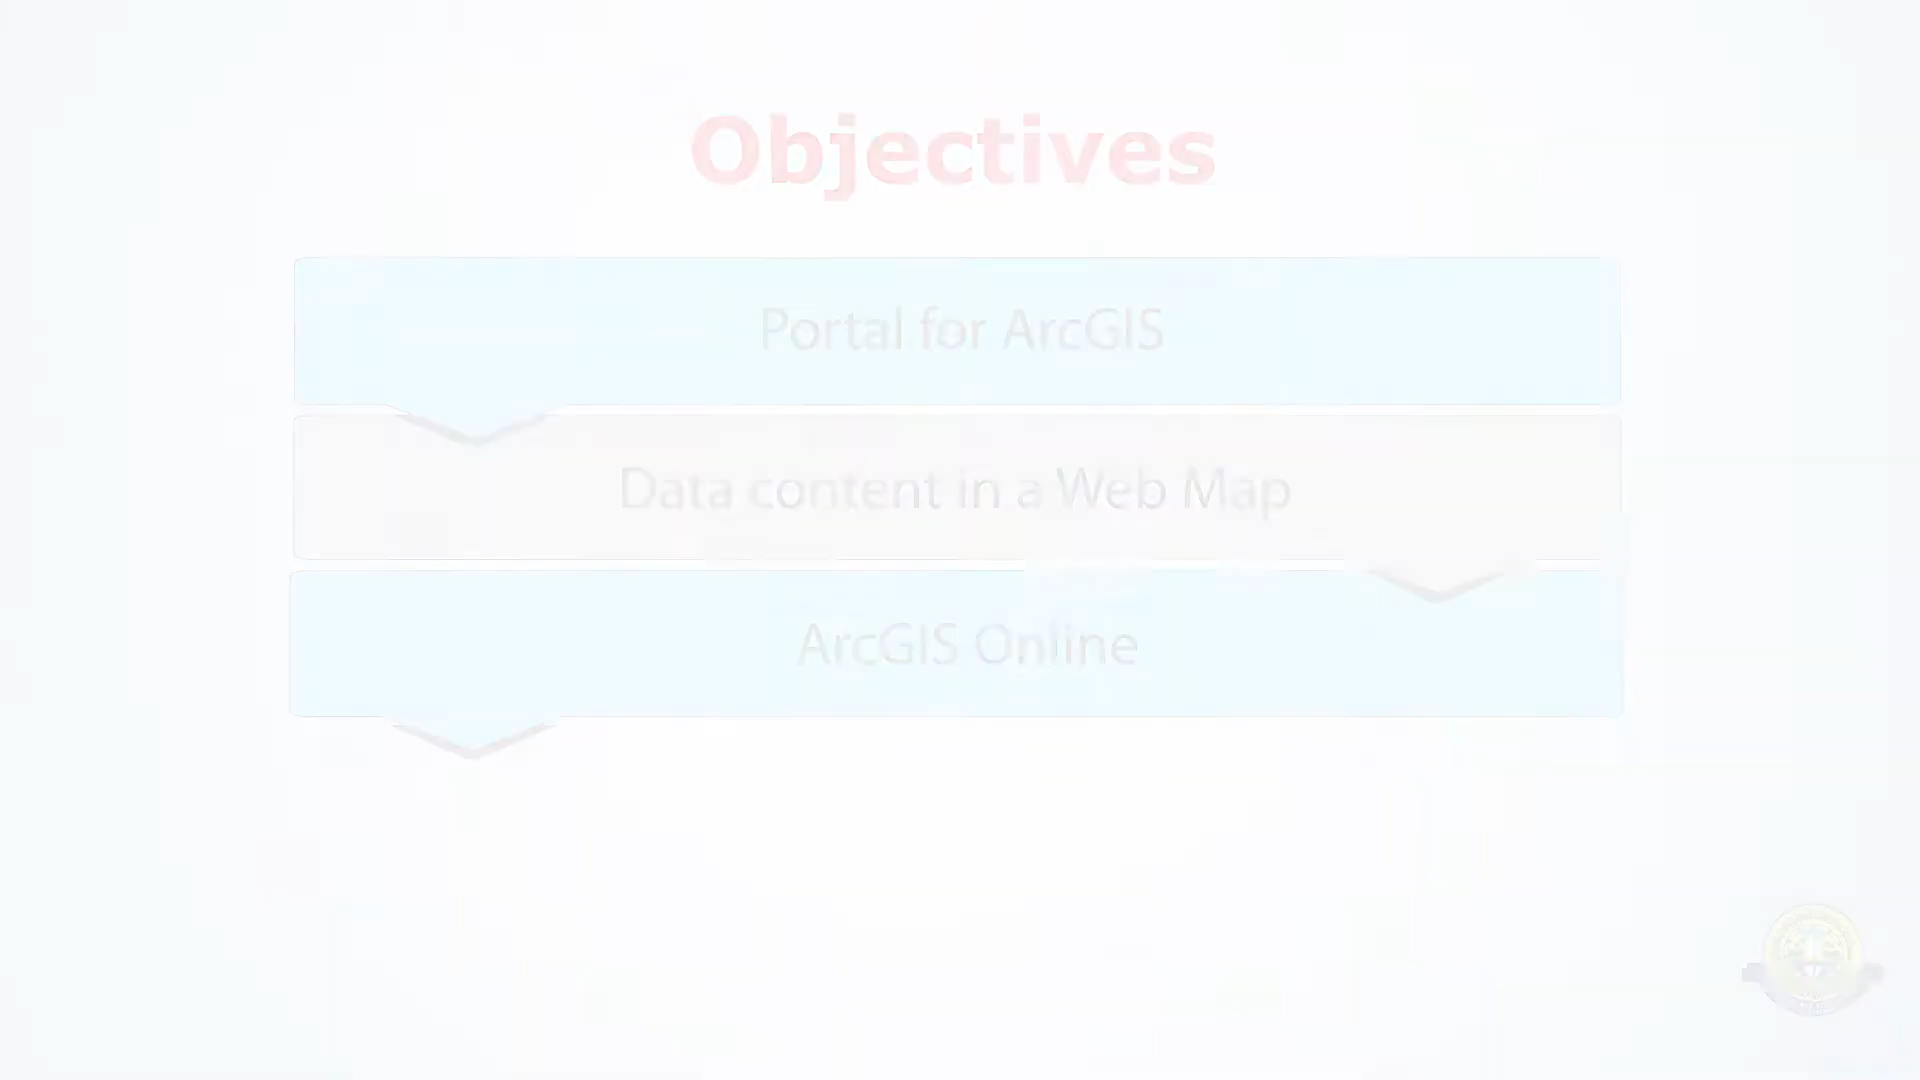 Objectives
Portal for ArcGIS
Data content in a Web Map
ArcGIS Online